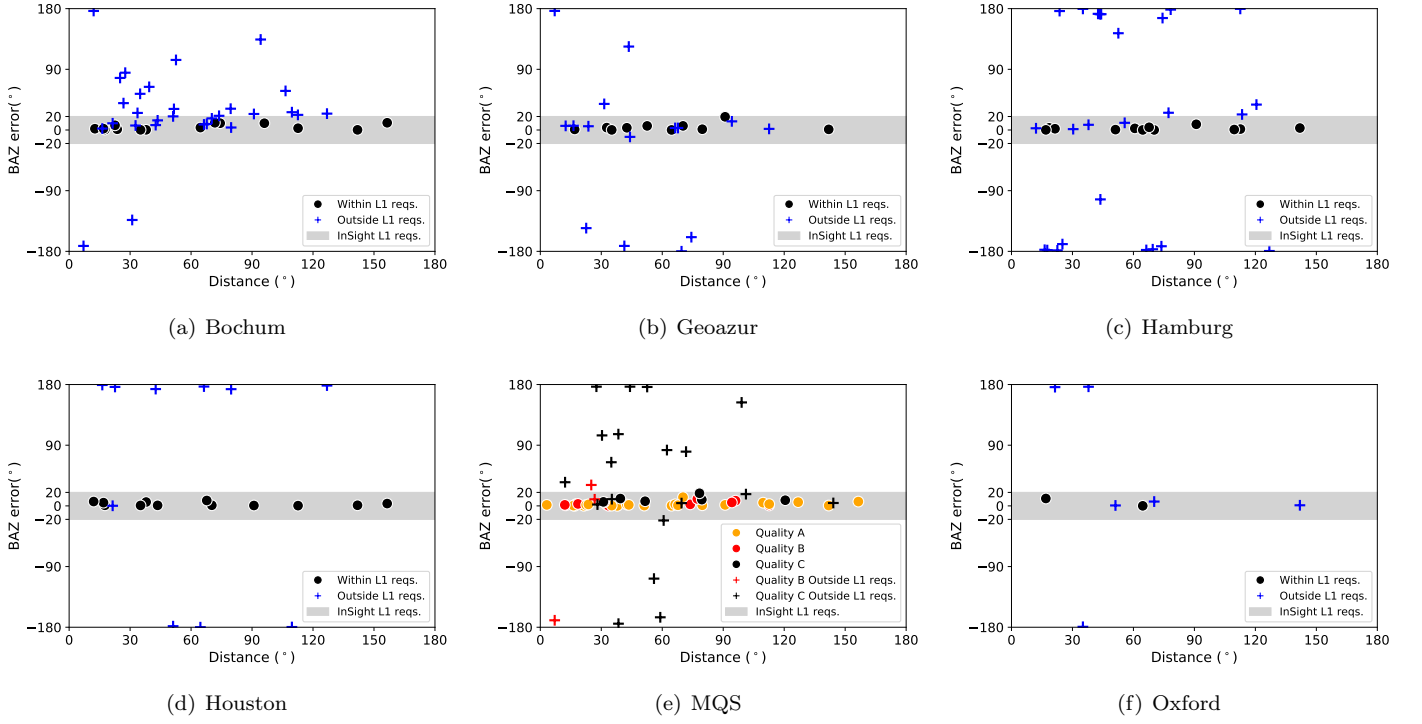 180
90
20
0
−20
−90
−180
BAZ error(°)
0 30 60 90 120 150 180
Distance (°)
Within L1 reqs.
Outside L1 reqs.
InSight L1 reqs.
(a) Bochum
180
90
20
0
−20
−90
−180
BAZ error(°)
0 30 60 90 120 150 180
Distance (°)
Within L1 reqs.
Outside L1 reqs.
InSight L1 reqs.
(b) Geoazur
180
90
20
0
−20
−90
−180
BAZ error(°)
0 30 60 90 120 150 180
Distance (°)
Within L1 reqs.
Outside L1 reqs.
InSight L1 reqs.
(c) Hamburg
180
90
20
0
−20
−90
−180
BAZ error(°)
0 30 60 90 120 150 180
Distance (°)
Within L1 reqs.
Outside L1 reqs.
InSight L1 reqs.
(d) Houston
180
90
20
0
−20
−90
−180
BAZ error(°)
0 30 60 90 120 150 180
Distance (°)
Quality A
Quality B
Quality C
Quality B Outside L1 reqs.
Quality C Outside L1 reqs.
InSight L1 reqs.
(e) MQS
180
90
20
0
−20
−90
−180
BAZ error(°)
0 30 60 90 120 150 180
Distance (°)
Within L1 reqs.
Outside L1 reqs.
InSight L1 reqs.
(f) Oxford